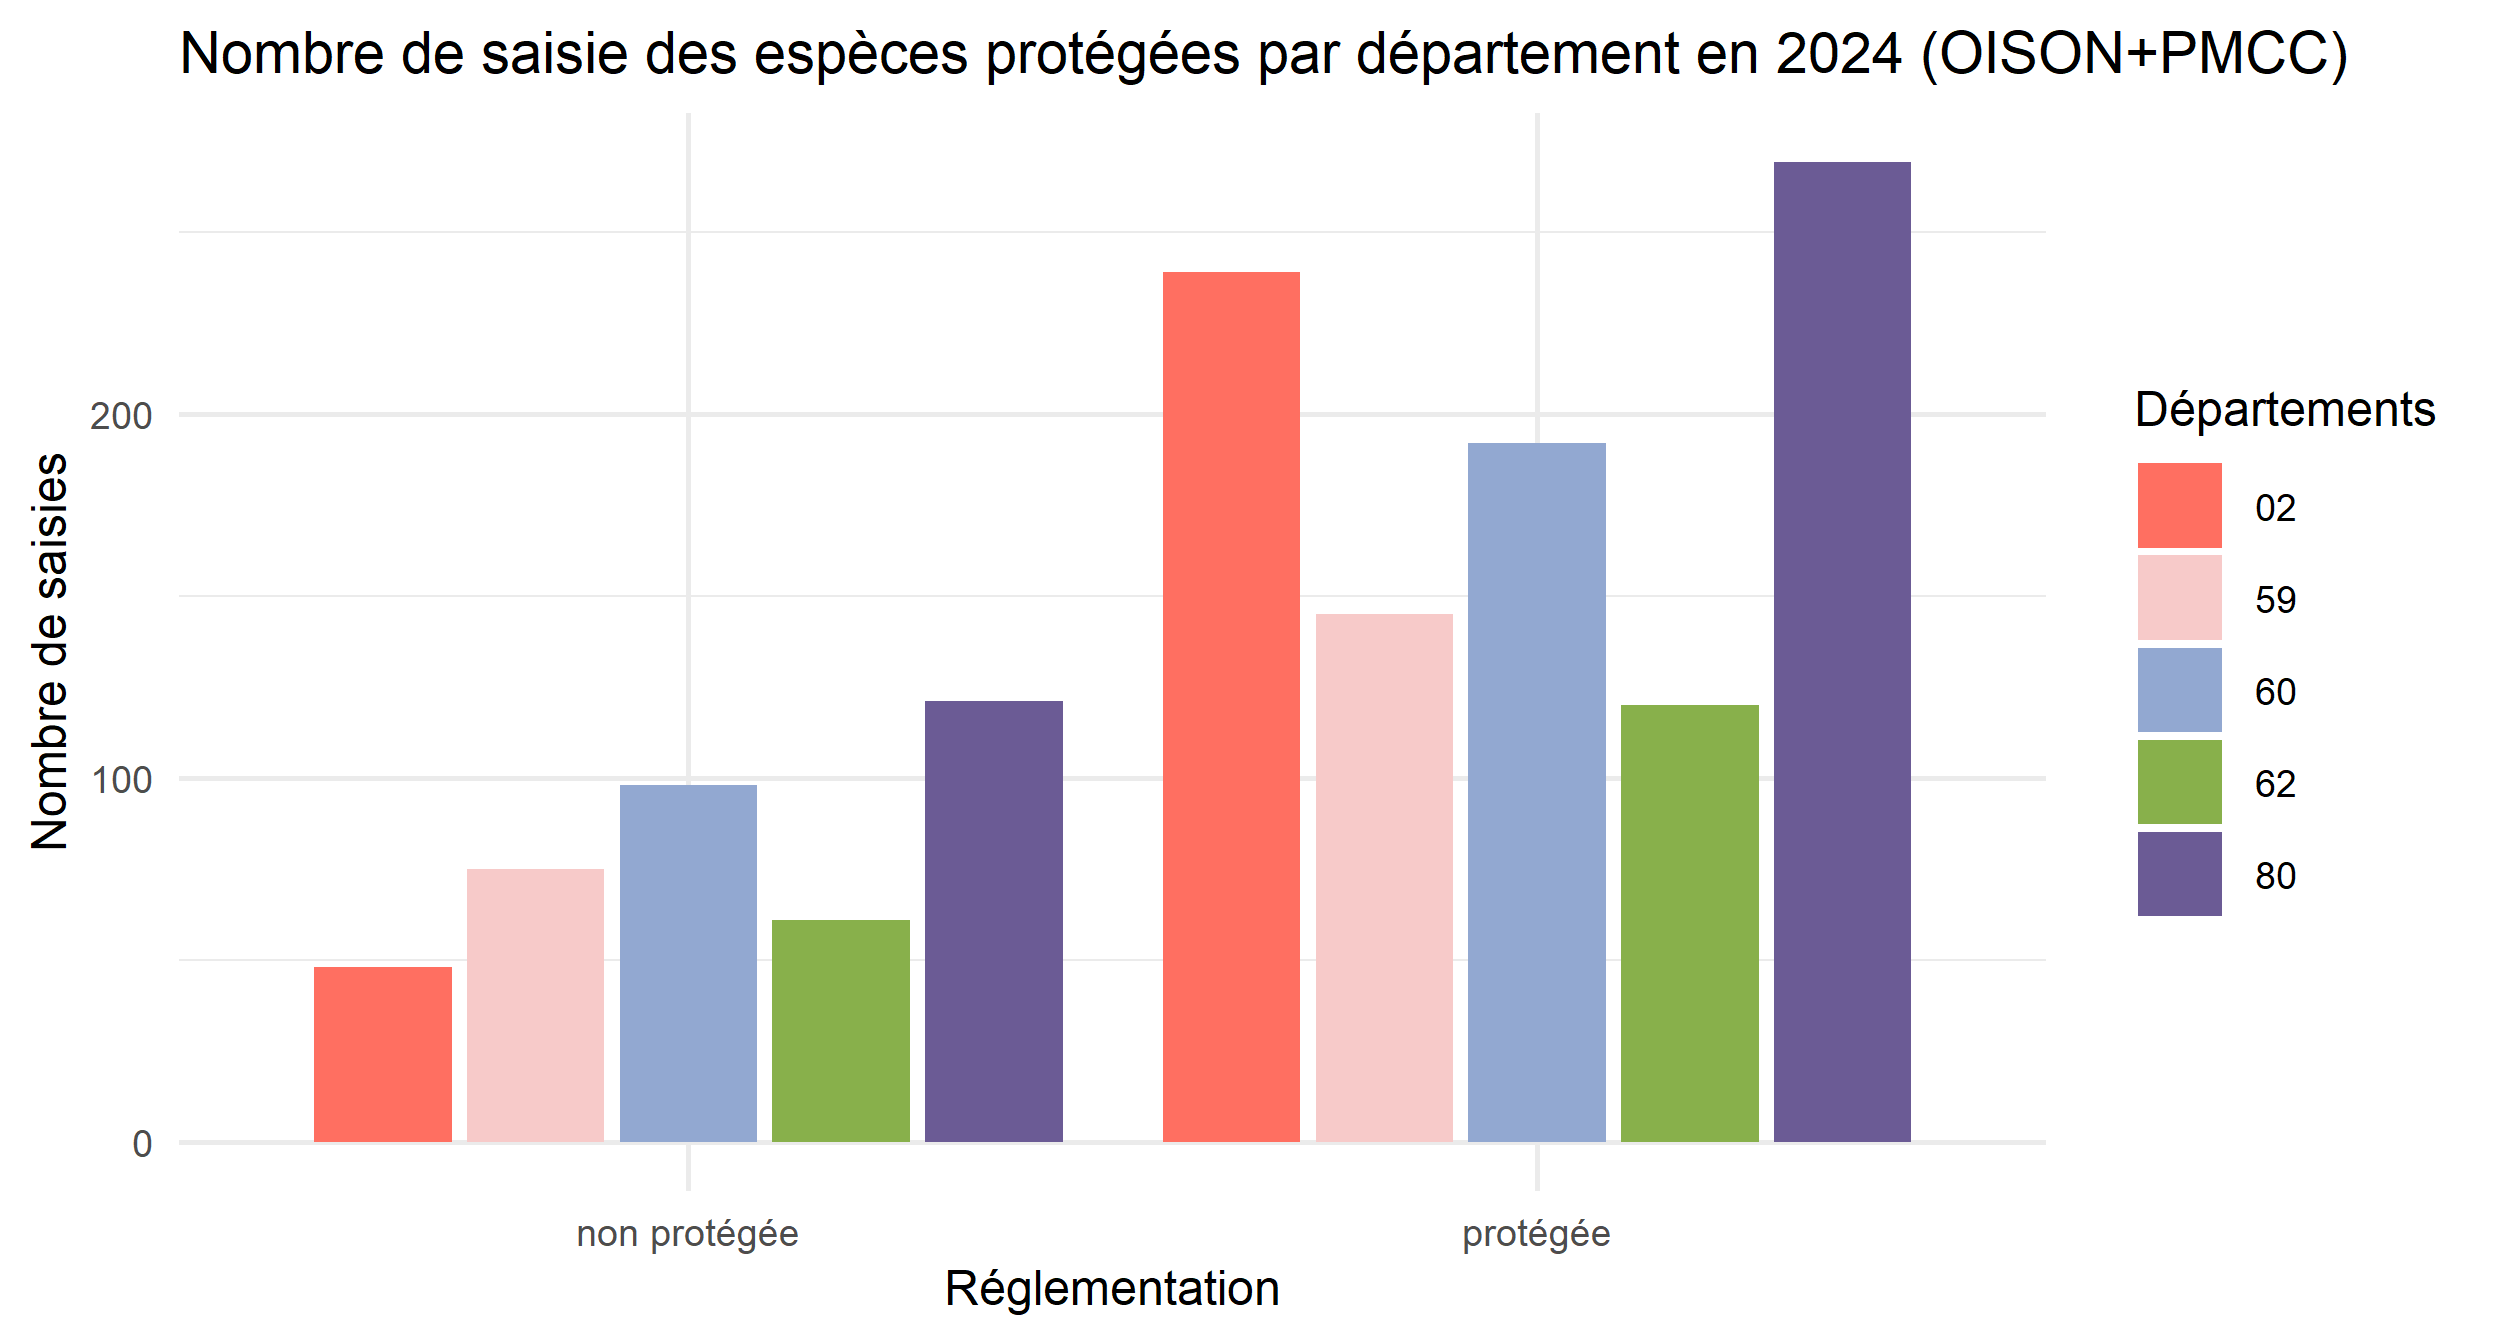 Nombre de saisie des espèces protégées par département en 2024 (OISON+PMCC)
Nombre de saisies
200
100
0
non protégée
protégée
Réglementation
Départements
02
59
60
62
80